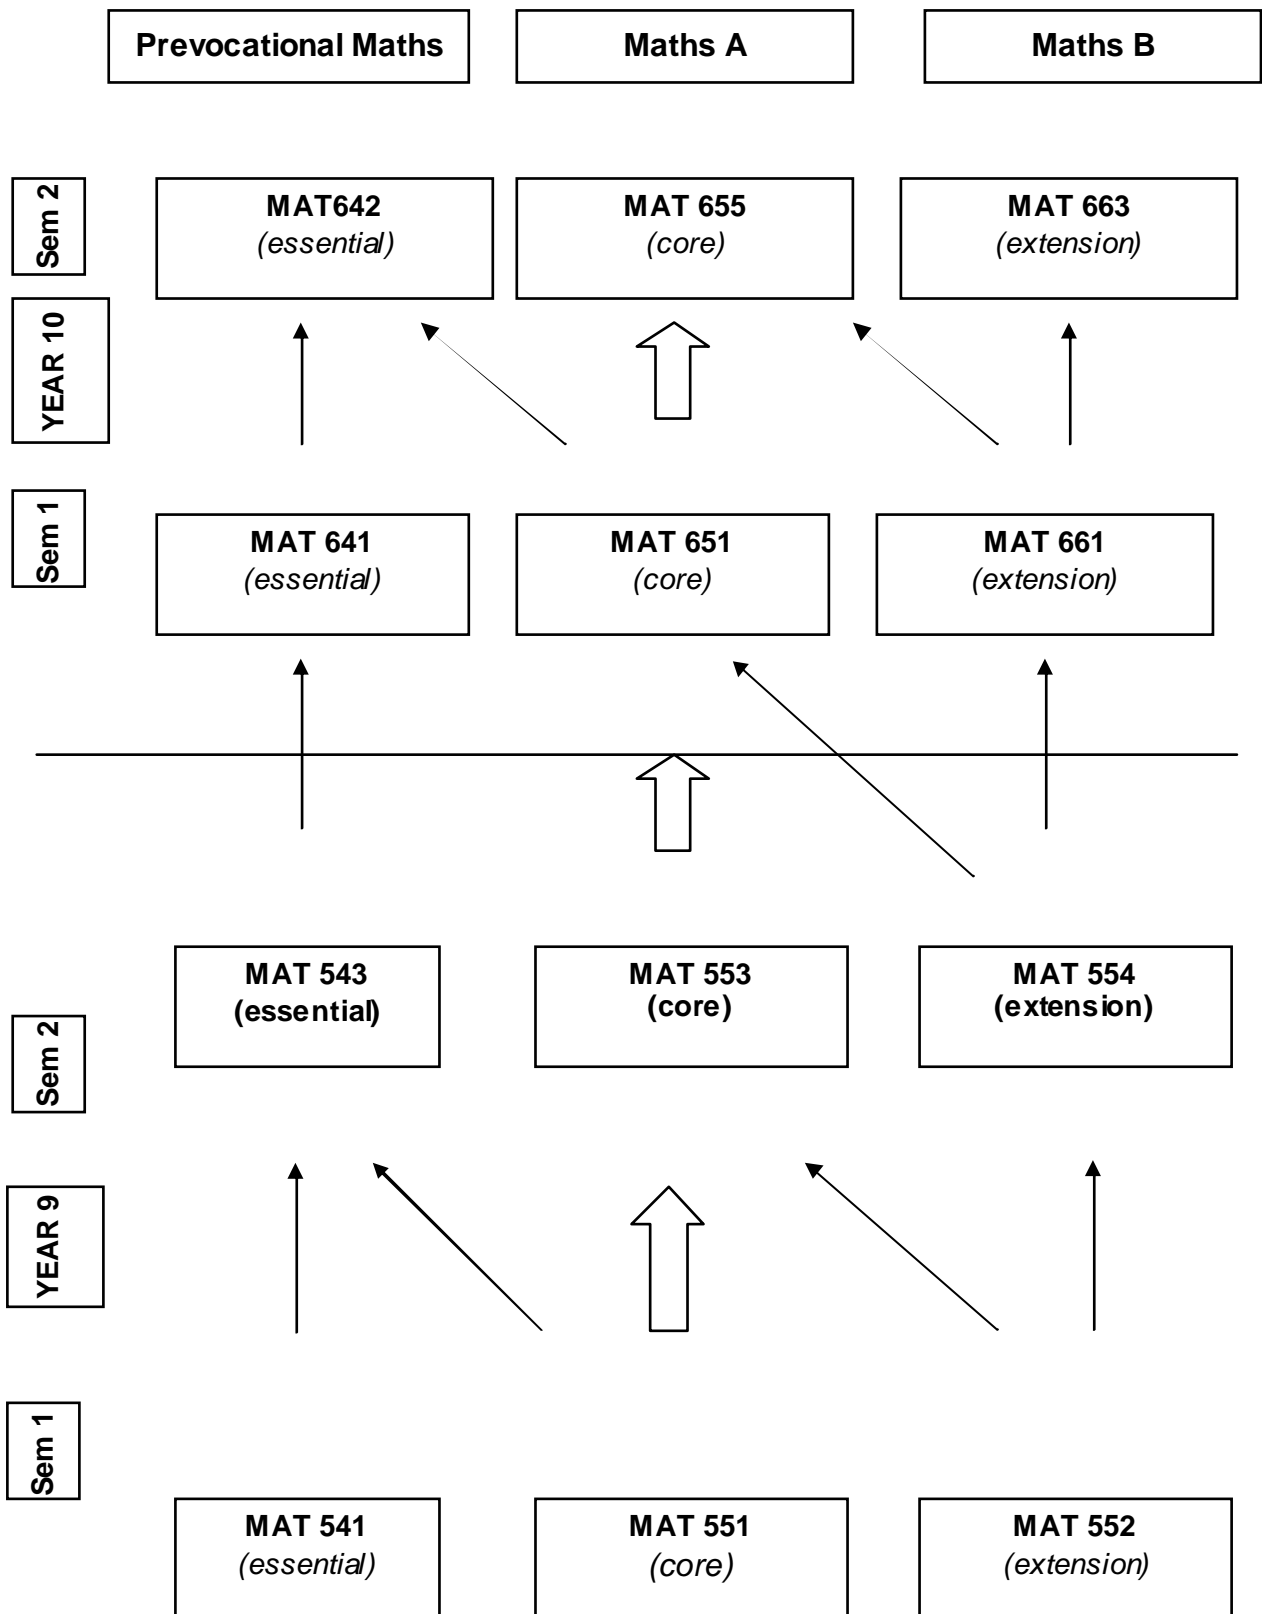 Prevocational Maths
Maths A
Maths B
Sem 2
MAT642
(essential)
MAT 655
(core)
MAT 663
(extension)
YEAR 10
Sem 1
MAT 641
(essential)
MAT 651
(core)
MAT 661
(extension)
Sem 2
MAT 543
(essential)
MAT 553
(core)
MAT 554
(extension)
YEAR 9
Sem 1
MAT 541
(essential)
MAT 551
(core)
MAT 552
(extension)